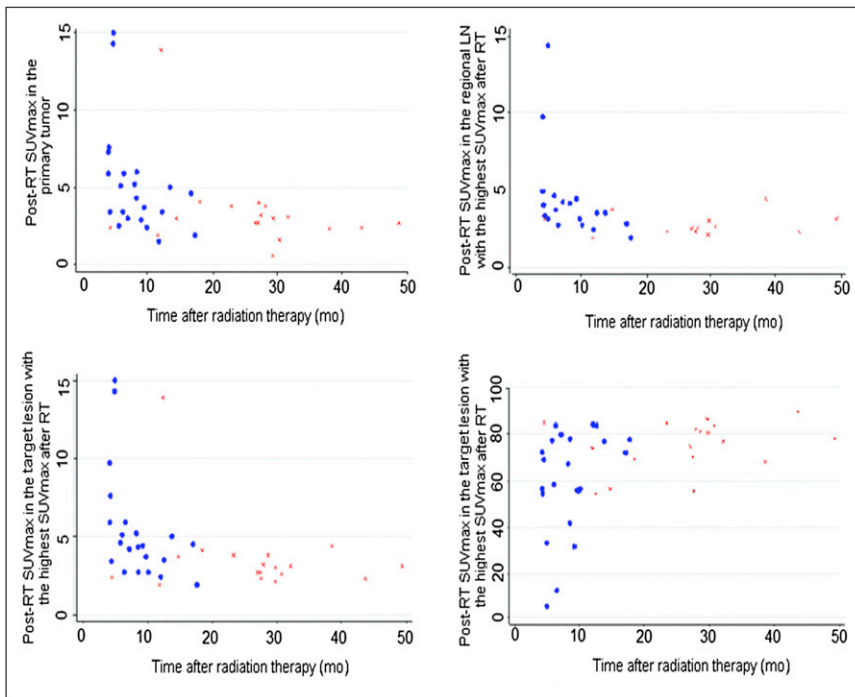 Post-RT SUVmax in the
primary tumor
15
10
5
0
0 10 20 30 40 50
Time after radiation therapy (mo)
Post-RT SUVmax in the regional LN
with the highest SUVmax after RT
15
10
5
0
0 10 20 30 40 50
Time after radiation therapy (mo)
Post-RT SUVmax in the target lesion with
the highest SUVmax after RT
15
10
5
0
0 10 20 30 40 50
Time after radiation therapy (mo)
Post-RT SUVmax in the target lesion with
the highest SUVmax after RT
100
80
60
40
20
0
0 10 20 30 40 50
Time after radiation therapy (mo)